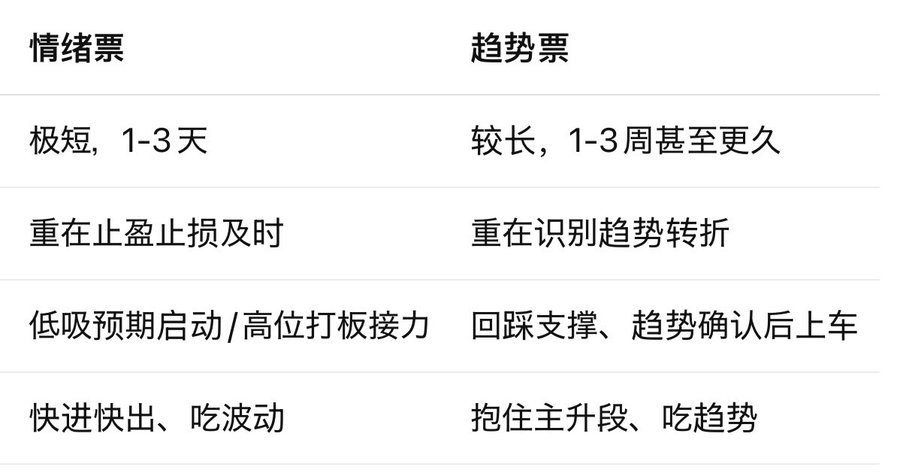 情绪票 趋势票
极短，1-3天 较长，1-3周甚至更久
重在止盈止损及时 重在识别趋势转折
低吸预期启动/高位打板接力 回踩支撑、趋势确认后上车
快进快出、吃波动 抱住主升段、吃趋势